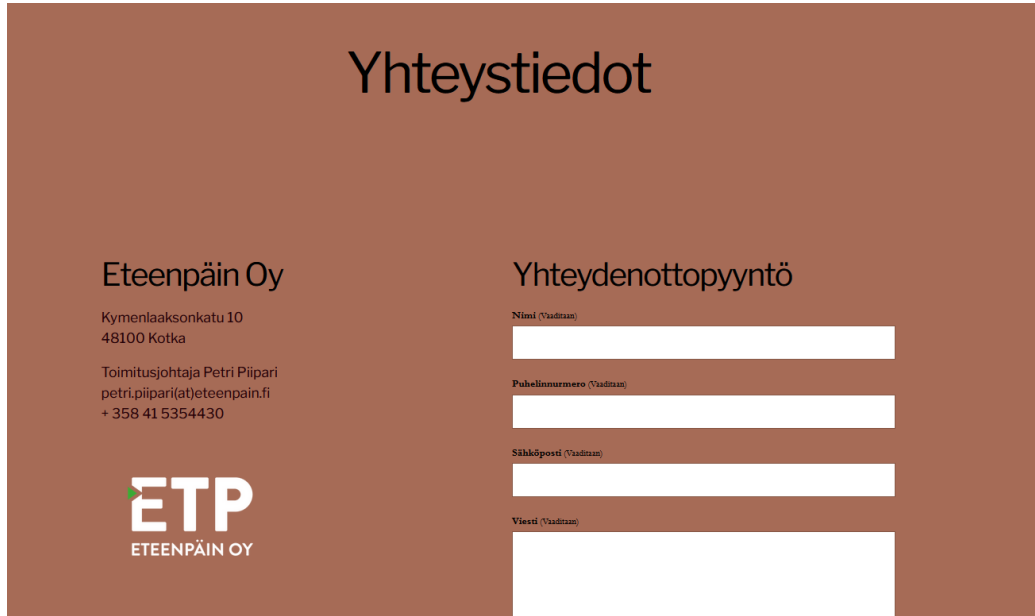 Yhteystiedot
Eteenpäin Oy
Kymenlaaksonkatu 10
48100 Kotka
Toimitusjohtaja Petri Piipari
petri.piipari(at)eteenpain.fi
+ 358 41 5354430
ETP
ETEENPÄIN OY
Yhteydenottopyyntö
Nimi (Vaaditaan)
Puhelinnurmero (Vaaditaan)
Sähköposti (Vaaditaan)
Viesti (Vaaditaan)